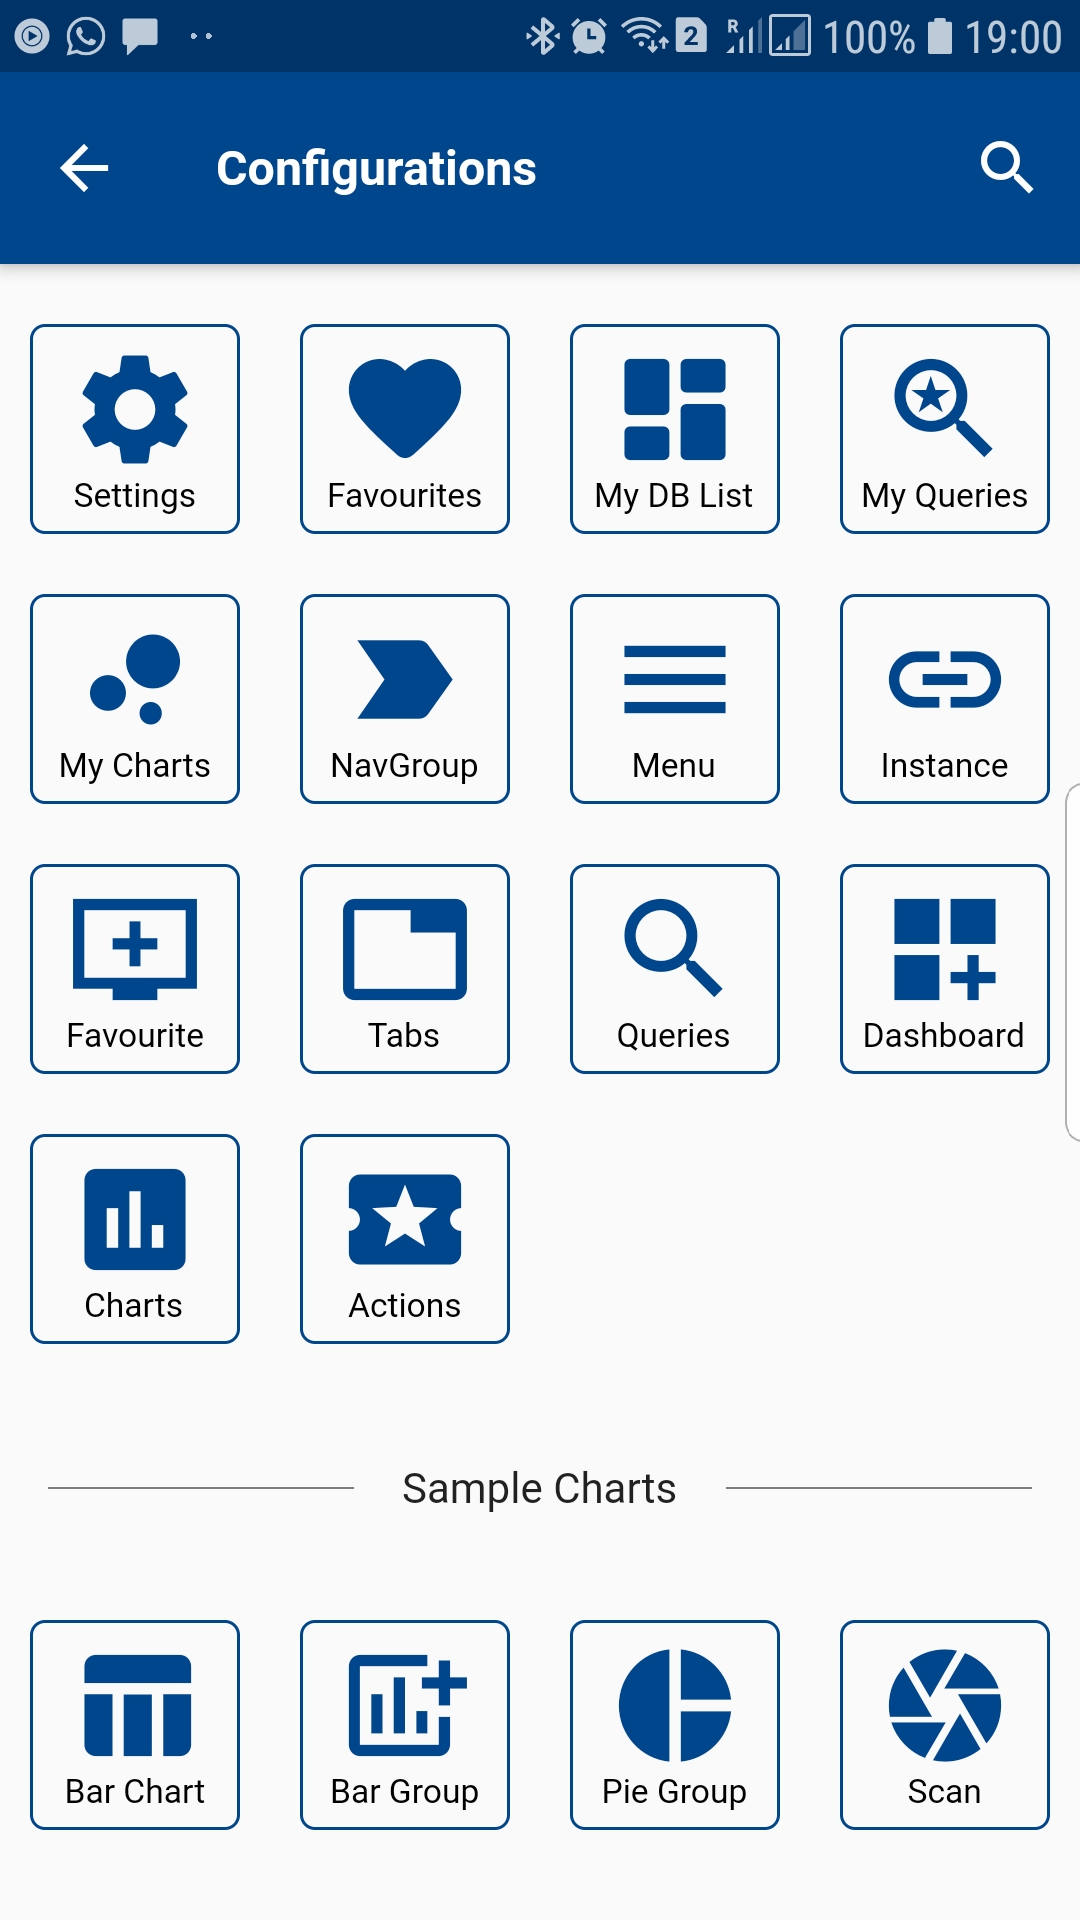 2 R 100% 19:00
Configurations
Settings Favourites My DB List My Queries
My Charts NavGroup Menu Instance
Favourite Tabs Queries Dashboard
Charts Actions
Sample Charts
Bar Chart Bar Group Pie Group Scan